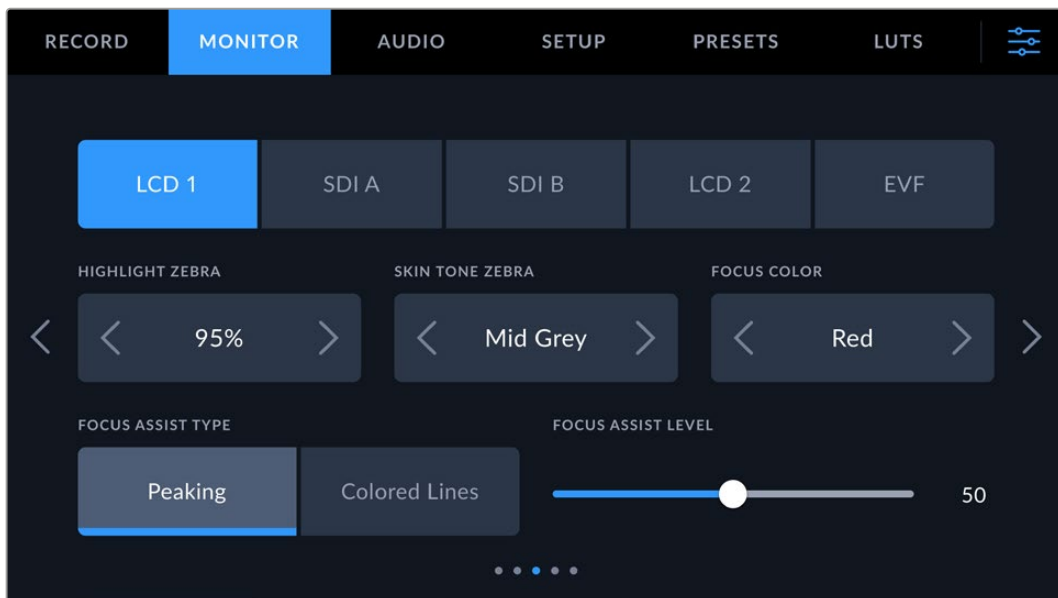 RECORD MONITOR AUDIO SETUP PRESETS LUTS
LCD 1 SDI A SDI B LCD 2 EVF
HIGHLIGHT ZEBRA SKIN TONE ZEBRA FOCUS COLOR
95% Mid Grey Red
FOCUS ASSIST TYPE FOCUS ASSIST LEVEL
Peaking Colored Lines 50